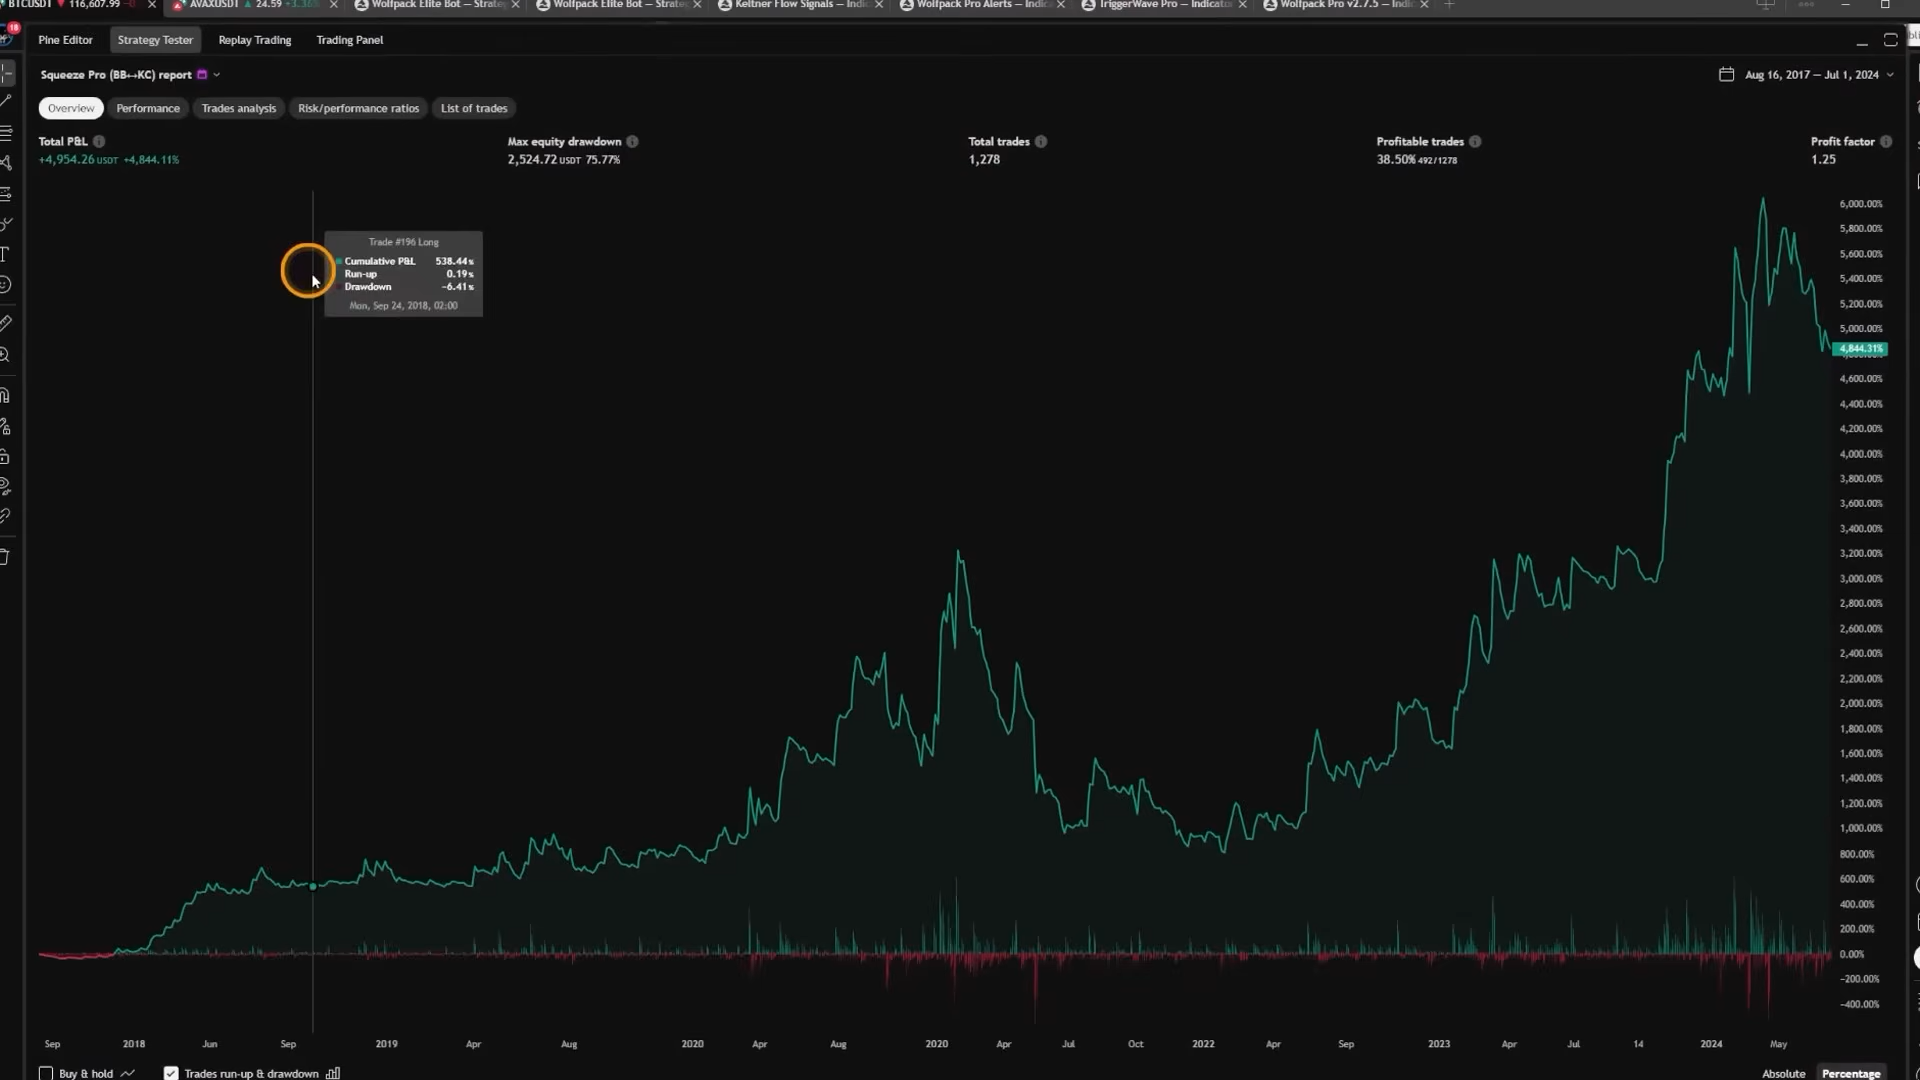 BTCUSDT 116,607.99
AVAXUSDT 24.59 +3.36%
Wolfpack Elite Bot — Strate
Wolfpack Elite Bot — Strate
Keltner Flow Signals — Indi
Wolfpack Pro Alerts — Indic
TriggerWave Pro — Indicato
Wolfpack Pro v2.7.5 — Indi
18
Pine Editor
Strategy Tester
Replay Trading
Trading Panel
Squeeze Pro (BB↔KC) report
Aug 16, 2017 — Jul 1, 2024
Overview
Performance
Trades analysis
Risk/performance ratios
List of trades
Total P&L
+4,954.26 USDT +4,844.11%
Max equity drawdown
2,524.72 USDT 75.77%
Total trades
1,278
Profitable trades
38.50% 492/1278
Profit factor
1.25
Trade #196 Long
Cumulative P&L 538.44%
Run-up 0.19%
Drawdown −6.41%
Mon, Sep 24, 2018, 02:00
6,000.00%
5,800.00%
5,600.00%
5,400.00%
5,200.00%
5,000.00%
4,844.31%
4,600.00%
4,400.00%
4,200.00%
4,000.00%
3,800.00%
3,600.00%
3,400.00%
3,200.00%
3,000.00%
2,800.00%
2,600.00%
2,400.00%
2,200.00%
2,000.00%
1,800.00%
1,600.00%
1,400.00%
1,200.00%
1,000.00%
800.00%
600.00%
400.00%
200.00%
0.00%
−200.00%
−400.00%
Sep 2018 Jun Sep 2019 Apr Aug 2020 Apr Aug 2020 Apr Jul Oct 2022 Apr Sep 2023 Apr Jul 14 2024 May
Buy & hold
Trades run-up & drawdown
Absolute
Percentage